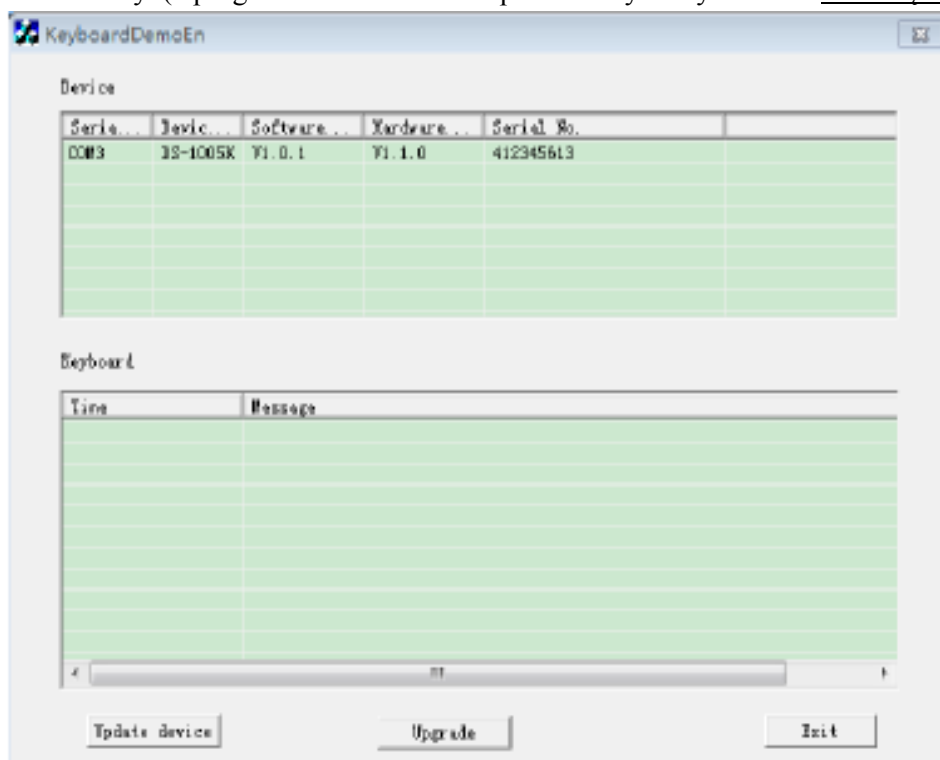 KeyboardDemoEn
Device
Serie... Devic... Software... Hardware... Serial No.
COM3 DS-1005K V1.0.1 V1.1.0 412345613
Keyboard
Time Message
Update device Upgrade Exit